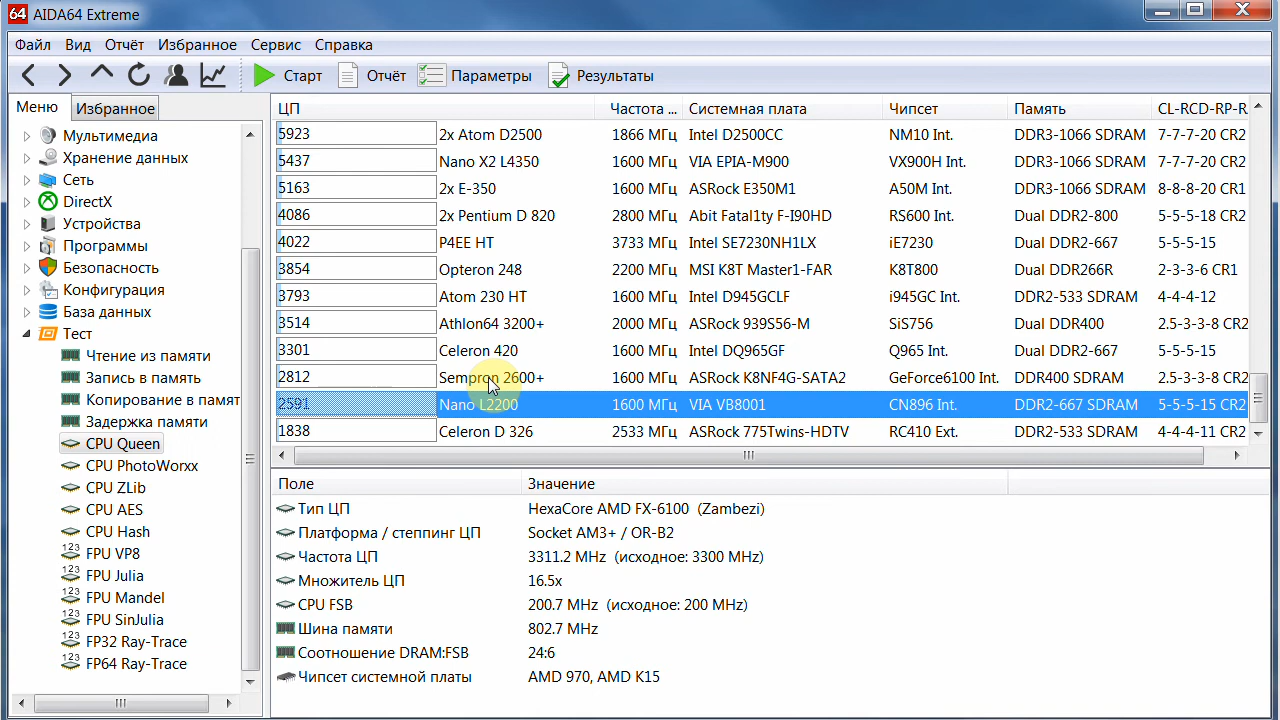 64 AIDA64 Extreme
Файл Вид Отчёт Избранное Сервис Справка
Старт Отчёт Параметры Результаты
Меню Избранное
Мультимедиа
Хранение данных
Сеть
DirectX
Устройства
Программы
Безопасность
Конфигурация
База данных
Тест
Чтение из памяти
Запись в память
Копирование в памят
Задержка памяти
CPU Queen
CPU PhotoWorxx
CPU ZLib
CPU AES
CPU Hash
123 FPU VP8
123 FPU Julia
123 FPU Mandel
123 FPU SinJulia
123 FP32 Ray-Trace
123 FP64 Ray-Trace
ЦП Частота ... Системная плата Чипсет Память CL-RCD-RP-R
5923 2x Atom D2500 1866 МГц Intel D2500CC NM10 Int. DDR3-1066 SDRAM 7-7-7-20 CR2
5437 Nano X2 L4350 1600 МГц VIA EPIA-M900 VX900H Int. DDR3-1066 SDRAM 7-7-7-20 CR2
5163 2x E-350 1600 МГц ASRock E350M1 A50M Int. DDR3-1066 SDRAM 8-8-8-20 CR1
4086 2x Pentium D 820 2800 МГц Abit Fatal1ty F-I90HD RS600 Int. Dual DDR2-800 5-5-5-18 CR2
4022 P4EE HT 3733 МГц Intel SE7230NH1LX iE7230 Dual DDR2-667 5-5-5-15
3854 Opteron 248 2200 МГц MSI K8T Master1-FAR K8T800 Dual DDR266R 2-3-3-6 CR1
3793 Atom 230 HT 1600 МГц Intel D945GCLF i945GC Int. DDR2-533 SDRAM 4-4-4-12
3514 Athlon64 3200+ 2000 МГц ASRock 939S56-M SiS756 Dual DDR400 2.5-3-3-8 CR2
3301 Celeron 420 1600 МГц Intel DQ965GF Q965 Int. Dual DDR2-667 5-5-5-15
2812 Sempron 2600+ 1600 МГц ASRock K8NF4G-SATA2 GeForce6100 Int. DDR400 SDRAM 2.5-3-3-8 CR2
2591 Nano L2200 1600 МГц VIA VB8001 CN896 Int. DDR2-667 SDRAM 5-5-5-15 CR2
1838 Celeron D 326 2533 МГц ASRock 775Twins-HDTV RC410 Ext. DDR2-533 SDRAM 4-4-4-11 CR2
Поле Значение
Тип ЦП HexaCore AMD FX-6100 (Zambezi)
Платформа / степпинг ЦП Socket AM3+ / OR-B2
Частота ЦП 3311.2 MHz (исходное: 3300 MHz)
Множитель ЦП 16.5x
CPU FSB 200.7 MHz (исходное: 200 MHz)
Шина памяти 802.7 MHz
Соотношение DRAM:FSB 24:6
Чипсет системной платы AMD 970, AMD K15